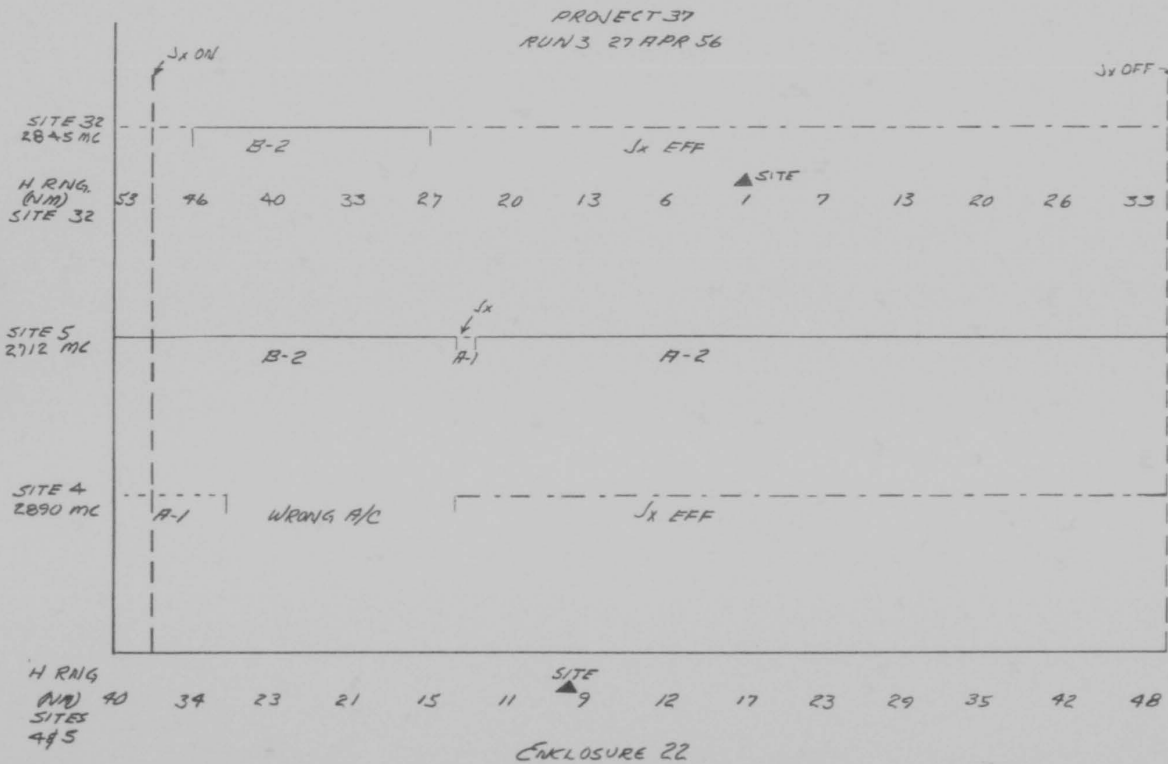 PROJECT 37
RUN 3 27 APR 56
Jx ON
Jx OFF
SITE 32
2845 MC
B-2
Jx EFF
SITE
H RNG.
(NM)
SITE 32
53 46 40 33 27 20 13 6 1 7 13 20 26 33
Jx
SITE 5
2712 MC
B-2 A-1 A-2
SITE 4
2890 MC
A-1 WRONG A/C Jx EFF
H RNG
(NM)
SITES
4 & 5
SITE
40 34 23 21 15 11 9 12 17 23 29 35 42 48
ENCLOSURE 22